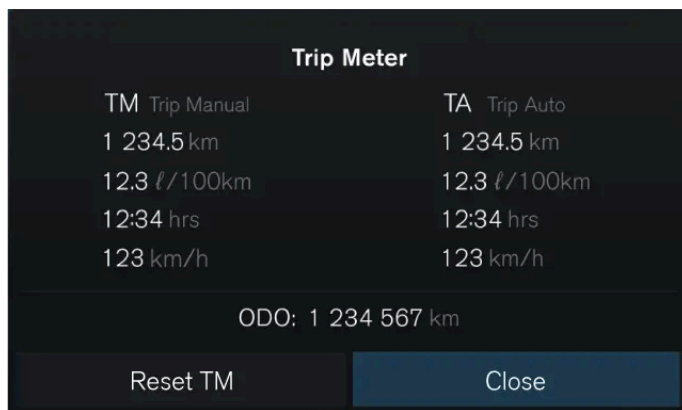 Trip Meter
TM Trip Manual TA Trip Auto
1 234.5 km 1 234.5 km
12.3 ℓ/100km 12.3 ℓ/100km
12:34 hrs 12:34 hrs
123 km/h 123 km/h
ODO: 1 234 567 km
Reset TM Close